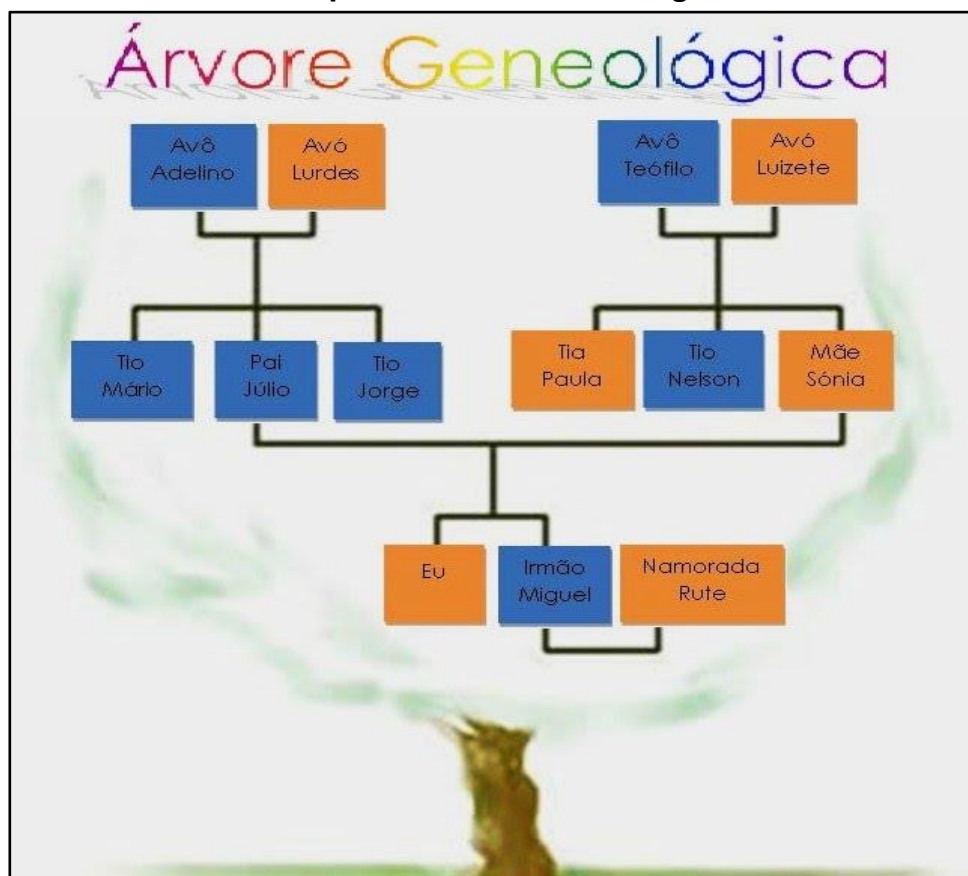 Árvore Geneológica
Avô
Adelino
Avó
Lurdes
Avô
Teófilo
Avó
Luizete
Tio
Mário
Pai
Júlio
Tio
Jorge
Tia
Paula
Tio
Nelson
Mãe
Sónia
Eu
Irmão
Miguel
Namorada
Rute